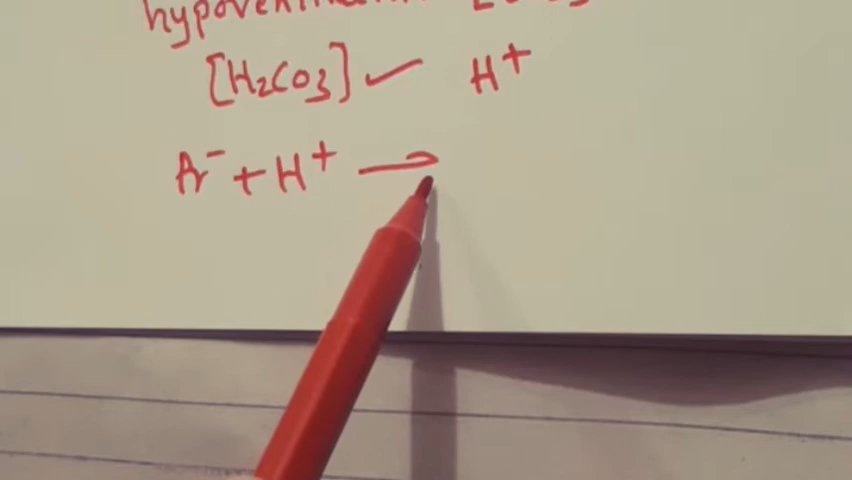 [H2CO3] ✓ H+
A- + H+ →